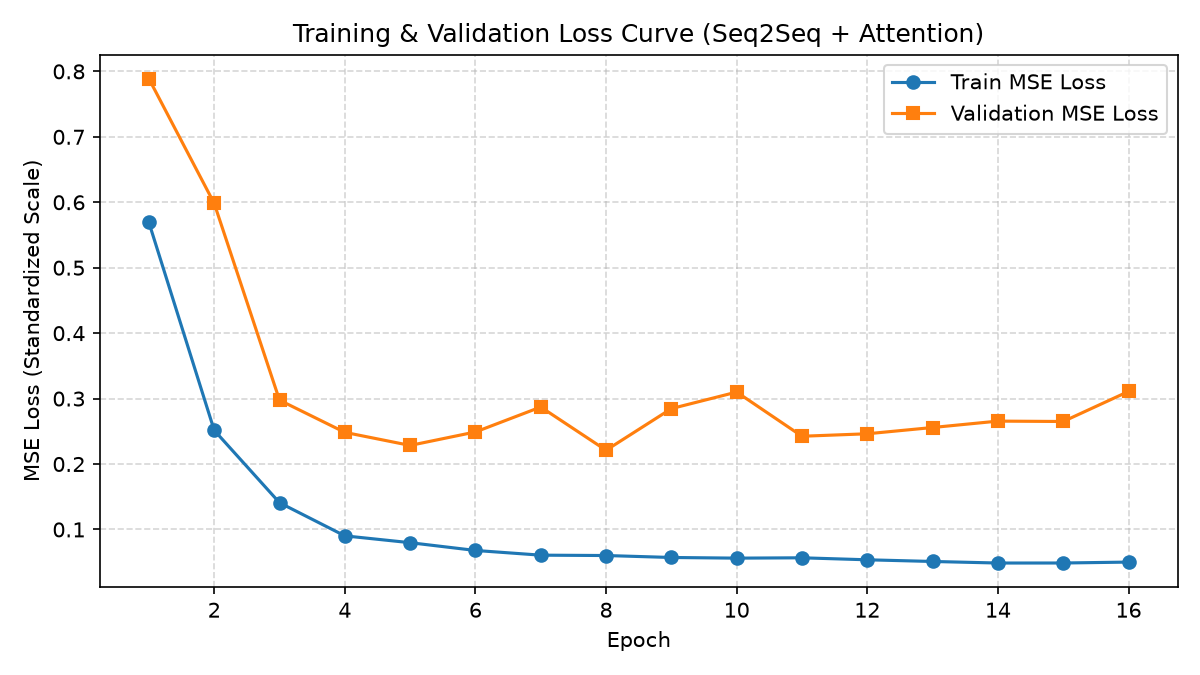 Training & Validation Loss Curve (Seq2Seq + Attention)
Train MSE Loss
Validation MSE Loss
MSE Loss (Standardized Scale)
0.8
0.7
0.6
0.5
0.4
0.3
0.2
0.1
2 4 6 8 10 12 14 16
Epoch